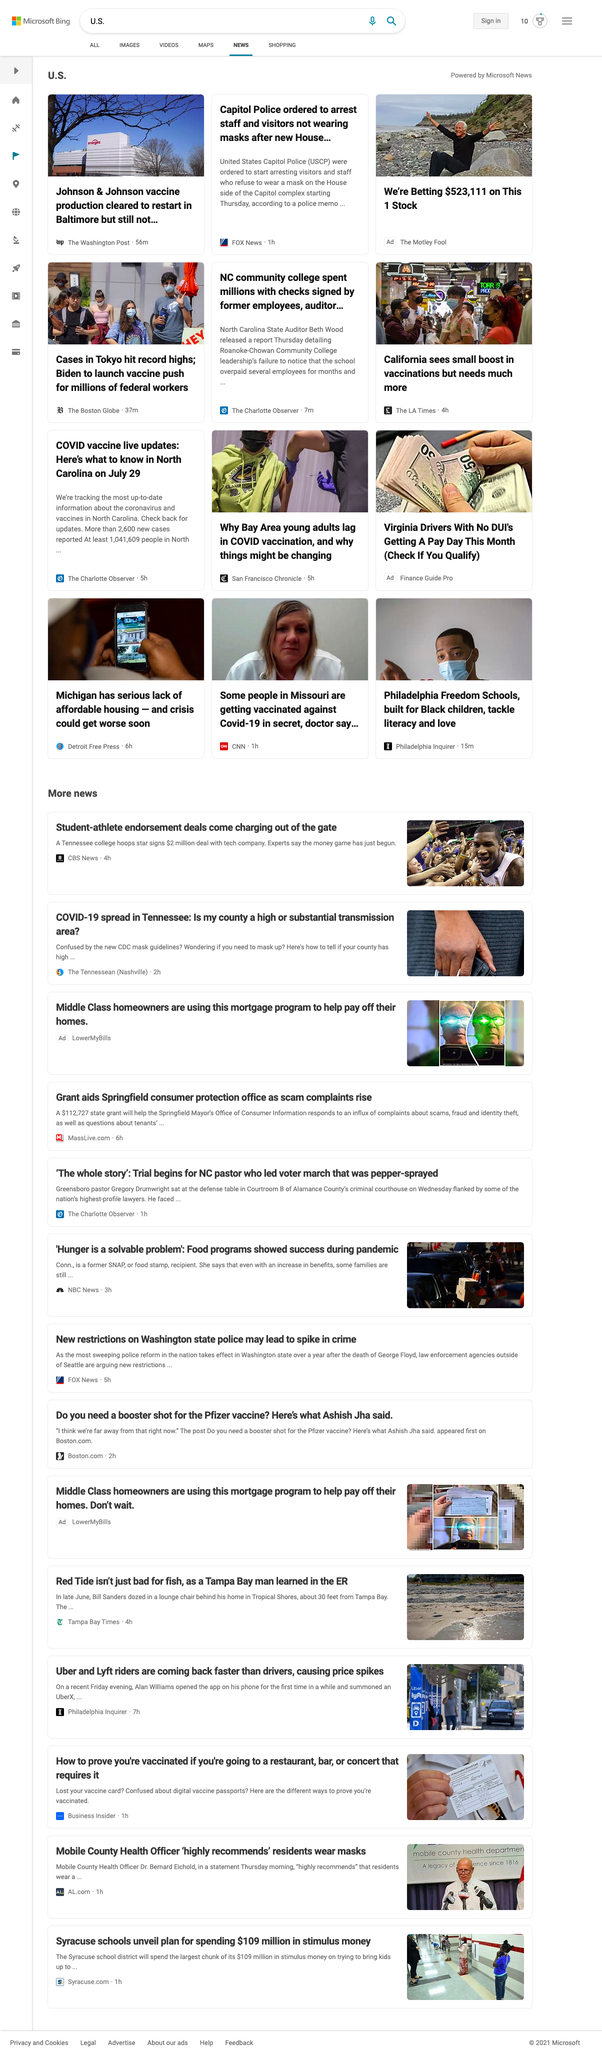 Microsoft Bing
U.S.
Sign in
10
ALL
IMAGES
VIDEOS
MAPS
NEWS
SHOPPING
U.S.
Powered by Microsoft News
Johnson & Johnson vaccine
production cleared to restart in
Baltimore but still not...
The Washington Post · 56m
Capitol Police ordered to arrest
staff and visitors not wearing
masks after new House...
United States Capitol Police (USCP) were
ordered to start arresting visitors and staff
who refuse to wear a mask on the House
side of the Capitol complex starting
Thursday, according to a police memo ...
FOX News · 1h
We're Betting $523,111 on This
1 Stock
Ad The Motley Fool
Cases in Tokyo hit record highs;
Biden to launch vaccine push
for millions of federal workers
The Boston Globe · 37m
NC community college spent
millions with checks signed by
former employees, auditor...
North Carolina State Auditor Beth Wood
released a report Thursday detailing
Roanoke-Chowan Community College
leadership's failure to notice that the school
overpaid several employees for months and
...
The Charlotte Observer · 7m
California sees small boost in
vaccinations but needs much
more
The LA Times · 4h
COVID vaccine live updates:
Here's what to know in North
Carolina on July 29
We're tracking the most up-to-date
information about the coronavirus and
vaccines in North Carolina. Check back for
updates. More than 2,600 new cases
reported At least 1,041,609 people in North
...
The Charlotte Observer · 5h
Why Bay Area young adults lag
in COVID vaccination, and why
things might be changing
San Francisco Chronicle · 5h
Virginia Drivers With No DUI's
Getting A Pay Day This Month
(Check If You Qualify)
Ad Finance Guide Pro
Michigan has serious lack of
affordable housing — and crisis
could get worse soon
Detroit Free Press · 6h
Some people in Missouri are
getting vaccinated against
Covid-19 in secret, doctor say...
CNN · 1h
Philadelphia Freedom Schools,
built for Black children, tackle
literacy and love
Philadelphia Inquirer · 15m
More news
Student-athlete endorsement deals come charging out of the gate
A Tennessee college hoops star signs $2 million deal with tech company. Experts say the money game has just begun.
CBS News · 4h
COVID-19 spread in Tennessee: Is my county a high or substantial transmission
area?
Confused by the new CDC mask guidelines? Wondering if you need to mask up? Here's how to tell if your county has
high ...
The Tennessean (Nashville) · 2h
Middle Class homeowners are using this mortgage program to help pay off their
homes.
Ad LowerMyBills
Grant aids Springfield consumer protection office as scam complaints rise
A $112,727 state grant will help the Springfield Mayor's Office of Consumer Information responds to an influx of complaints about scams, fraud and identity theft,
as well as questions about tenants' ...
MassLive.com · 6h
'The whole story': Trial begins for NC pastor who led voter march that was pepper-sprayed
Greensboro pastor Gregory Drumwright sat at the defense table in Courtroom B of Alamance County's criminal courthouse on Wednesday flanked by some of the
nation's highest-profile lawyers. He faced ...
The Charlotte Observer · 1h
'Hunger is a solvable problem': Food programs showed success during pandemic
Conn., is a former SNAP, or food stamp, recipient. She says that even with an increase in benefits, some families are
still ...
NBC News · 3h
New restrictions on Washington state police may lead to spike in crime
As the most sweeping police reform in the nation takes effect in Washington state over a year after the death of George Floyd, law enforcement agencies outside
of Seattle are arguing new restrictions ...
FOX News · 5h
Do you need a booster shot for the Pfizer vaccine? Here's what Ashish Jha said.
"I think we're far away from that right now." The post Do you need a booster shot for the Pfizer vaccine? Here's what Ashish Jha said. appeared first on
Boston.com.
Boston.com · 2h
Middle Class homeowners are using this mortgage program to help pay off their
homes. Don't wait.
Ad LowerMyBills
Red Tide isn't just bad for fish, as a Tampa Bay man learned in the ER
In late June, Bill Sanders dozed in a lounge chair behind his home in Tropical Shores, about 30 feet from Tampa Bay.
The ...
Tampa Bay Times · 4h
Uber and Lyft riders are coming back faster than drivers, causing price spikes
On a recent Friday evening, Alan Williams opened the app on his phone for the first time in a while and summoned an
UberX, ...
Philadelphia Inquirer · 7h
How to prove you're vaccinated if you're going to a restaurant, bar, or concert that
requires it
Lost your vaccine card? Confused about digital vaccine passports? Here are the different ways to prove you're
vaccinated.
Business Insider · 1h
Mobile County Health Officer 'highly recommends' residents wear masks
Mobile County Health Officer Dr. Bernard Eichold, in a statement Thursday morning, "highly recommends" that residents
wear a ...
AL.com · 1h
mobile county health departmen
A legacy of
ence since 1816
Syracuse schools unveil plan for spending $109 million in stimulus money
The Syracuse school district will spend the largest chunk of its $109 million in stimulus money on trying to bring kids
up to ...
Syracuse.com · 1h
Privacy and Cookies
Legal
Advertise
About our ads
Help
Feedback
© 2021 Microsoft